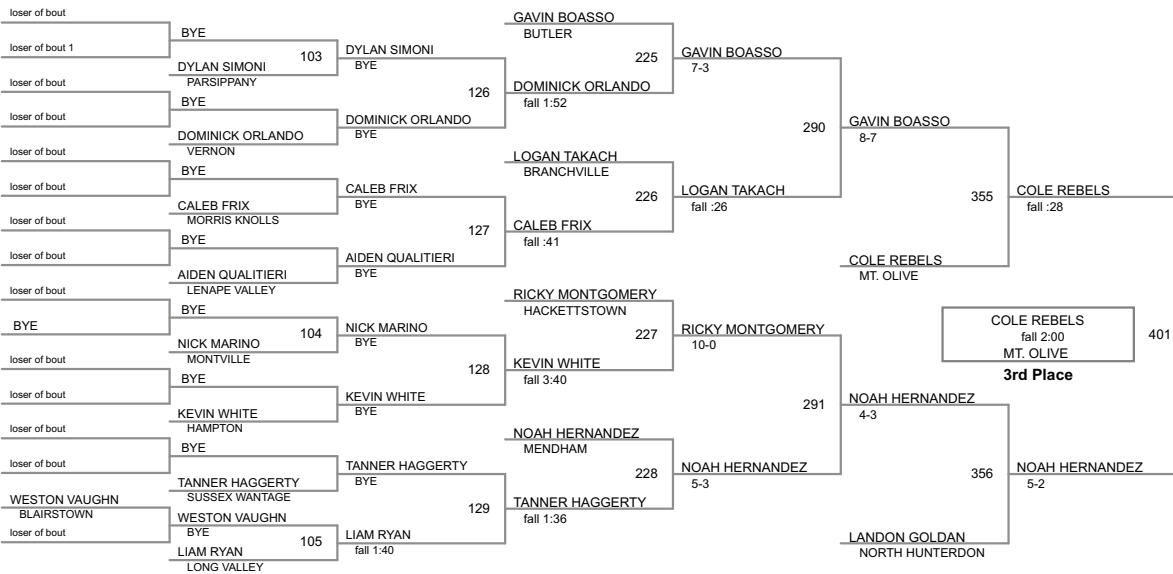 loser of bout
loser of bout 1
loser of bout
loser of bout
loser of bout
loser of bout
loser of bout
loser of bout
loser of bout
BYE
loser of bout
loser of bout
loser of bout
loser of bout
WESTON VAUGHN
BLAIRSTOWN
loser of bout
BYE
103
DYLAN SIMONI
PARSIPPANY
BYE
DOMINICK ORLANDO
VERNON
BYE
CALEB FRIX
MORRIS KNOLLS
BYE
AIDEN QUALITIERI
LENAPE VALLEY
BYE
104
NICK MARINO
MONTVILLE
BYE
KEVIN WHITE
HAMPTON
BYE
TANNER HAGGERTY
SUSSEX WANTAGE
WESTON VAUGHN
BYE
105
LIAM RYAN
LONG VALLEY
DYLAN SIMONI
BYE
126
DOMINICK ORLANDO
BYE
CALEB FRIX
BYE
127
AIDEN QUALITIERI
BYE
NICK MARINO
BYE
128
KEVIN WHITE
BYE
TANNER HAGGERTY
BYE
129
LIAM RYAN
fall 1:40
GAVIN BOASSO
BUTLER
225
DOMINICK ORLANDO
fall 1:52
LOGAN TAKACH
BRANCHVILLE
226
CALEB FRIX
fall :41
RICKY MONTGOMERY
HACKETTSTOWN
227
KEVIN WHITE
fall 3:40
NOAH HERNANDEZ
MENDHAM
228
TANNER HAGGERTY
fall 1:36
GAVIN BOASSO
7-3
290
LOGAN TAKACH
fall :26
RICKY MONTGOMERY
10-0
291
NOAH HERNANDEZ
5-3
GAVIN BOASSO
8-7
355
COLE REBELS
MT. OLIVE
NOAH HERNANDEZ
4-3
356
LANDON GOLDAN
NORTH HUNTERDON
COLE REBELS
fall :28
COLE REBELS
fall 2:00
MT. OLIVE
401
3rd Place
NOAH HERNANDEZ
5-2